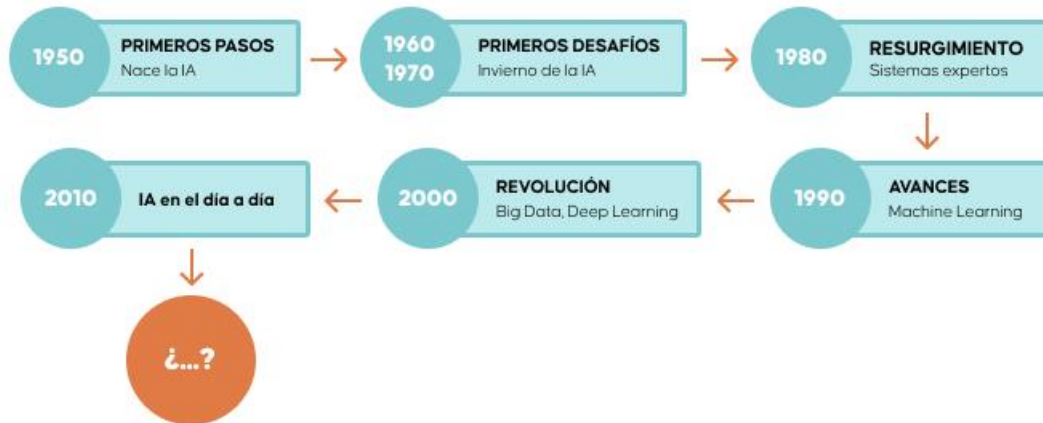 1950
PRIMEROS PASOS
Nace la IA
1960
1970
PRIMEROS DESAFÍOS
Invierno de la IA
1980
RESURGIMIENTO
Sistemas expertos
1990
AVANCES
Machine Learning
2000
REVOLUCIÓN
Big Data, Deep Learning
2010
IA en el día a día
¿...?